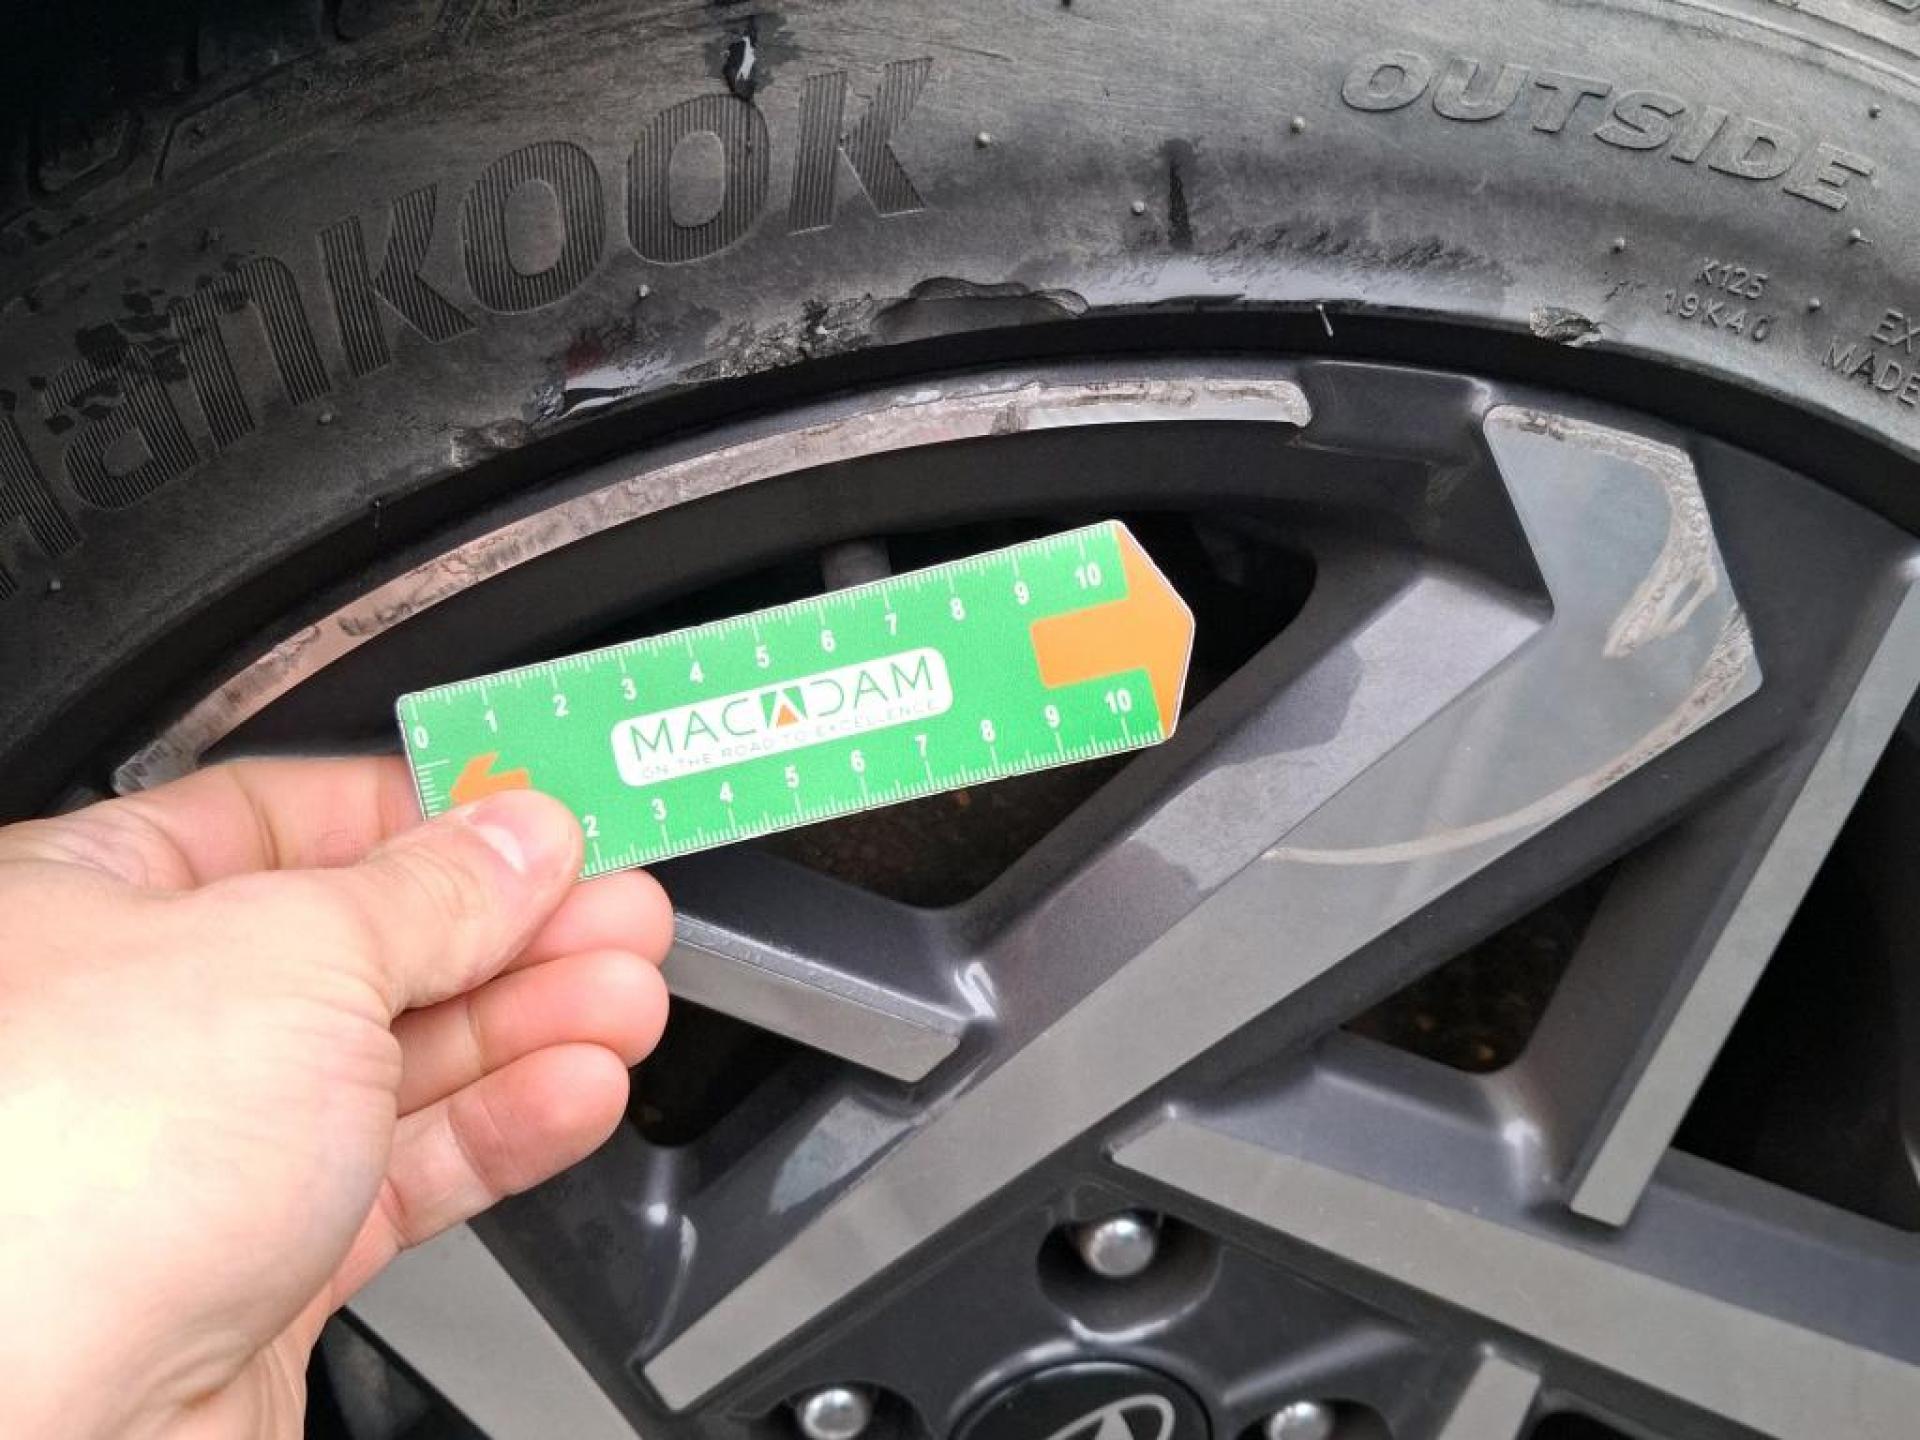 Hankook
OUTSIDE
K125
19K40
EX
MADE
0 1 2 3 4 5 6 7 8 9 10
MACADAM
ON THE ROAD TO EXCELLENCE
2 3 4 5 6 7 8 9 10